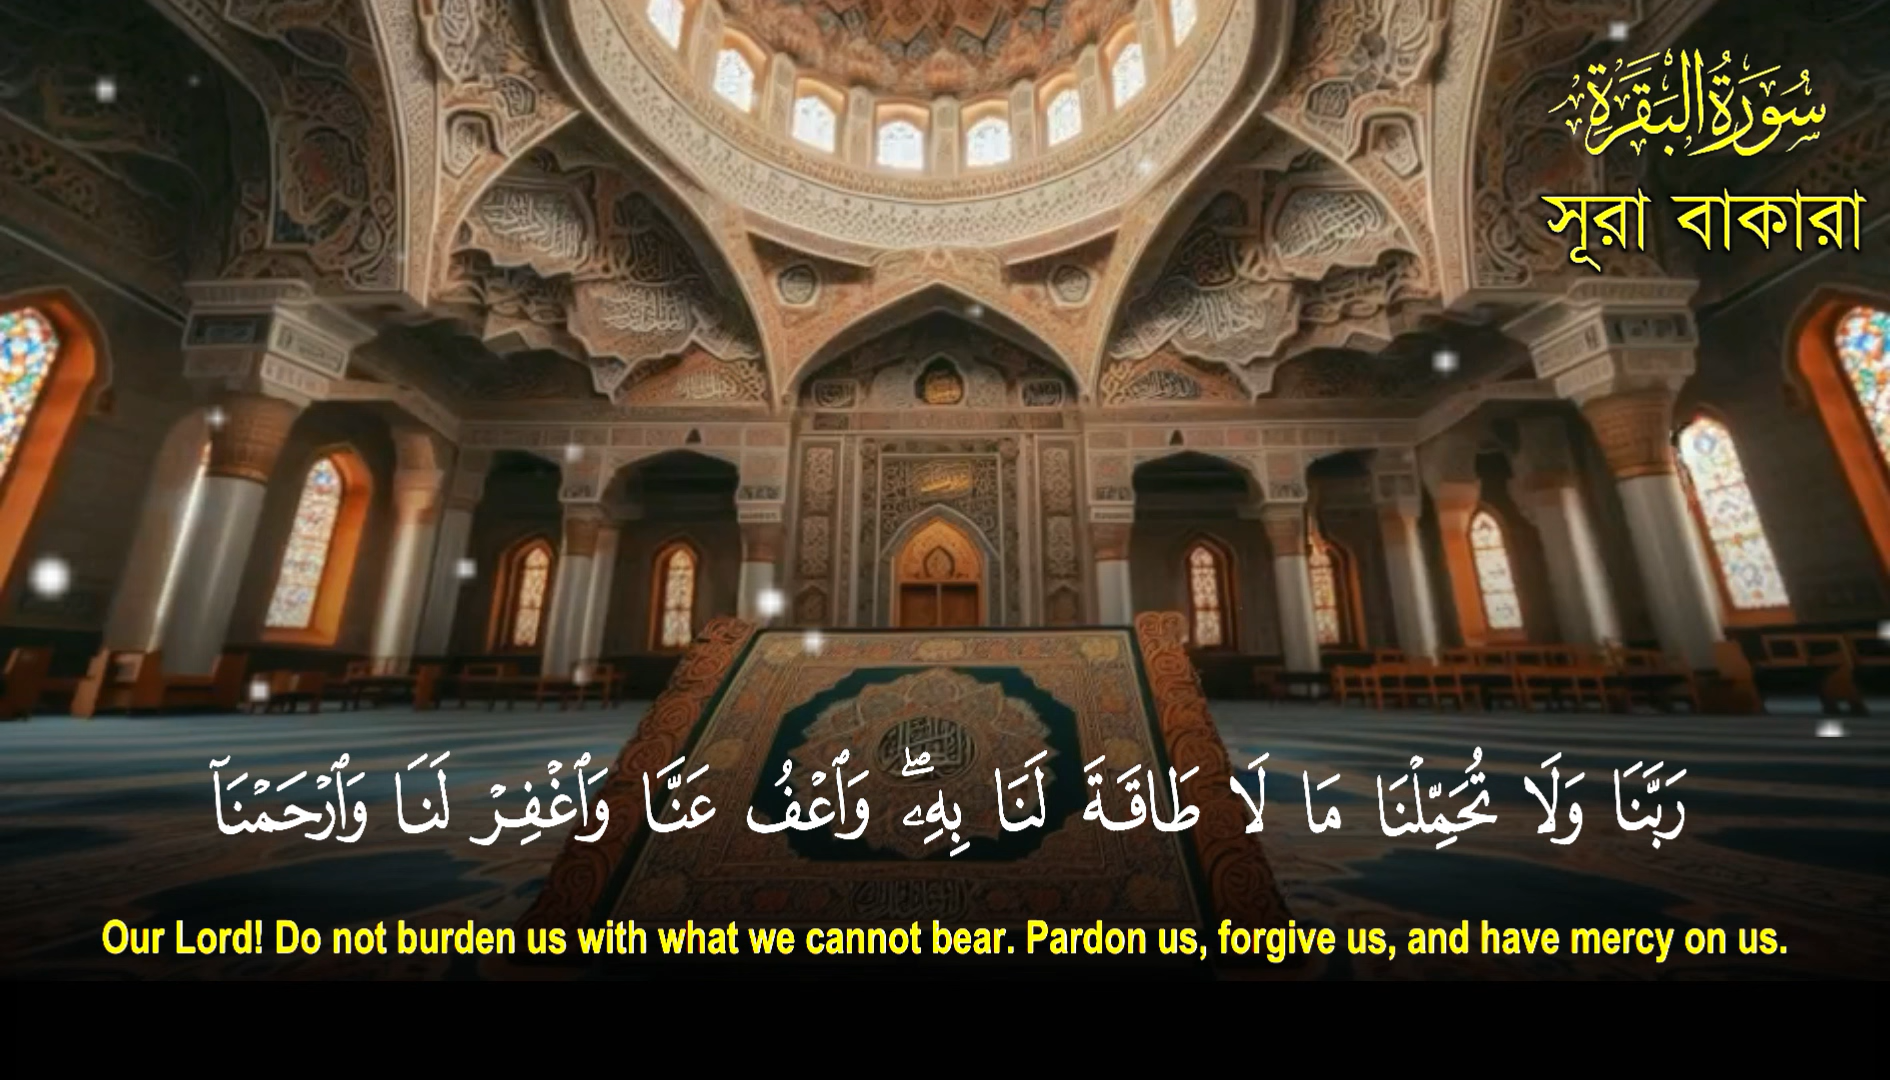 سُورَةُ البَقَرَةِ
সূরা বাকারা
رَبَّنَا وَلَا تُحَمِّلْنَا مَا لَا طَاقَةَ لَنَا بِهِۦۖ وَٱعْفُ عَنَّا وَٱغْفِرْ لَنَا وَٱرْحَمْنَآ
Our Lord! Do not burden us with what we cannot bear. Pardon us, forgive us, and have mercy on us.